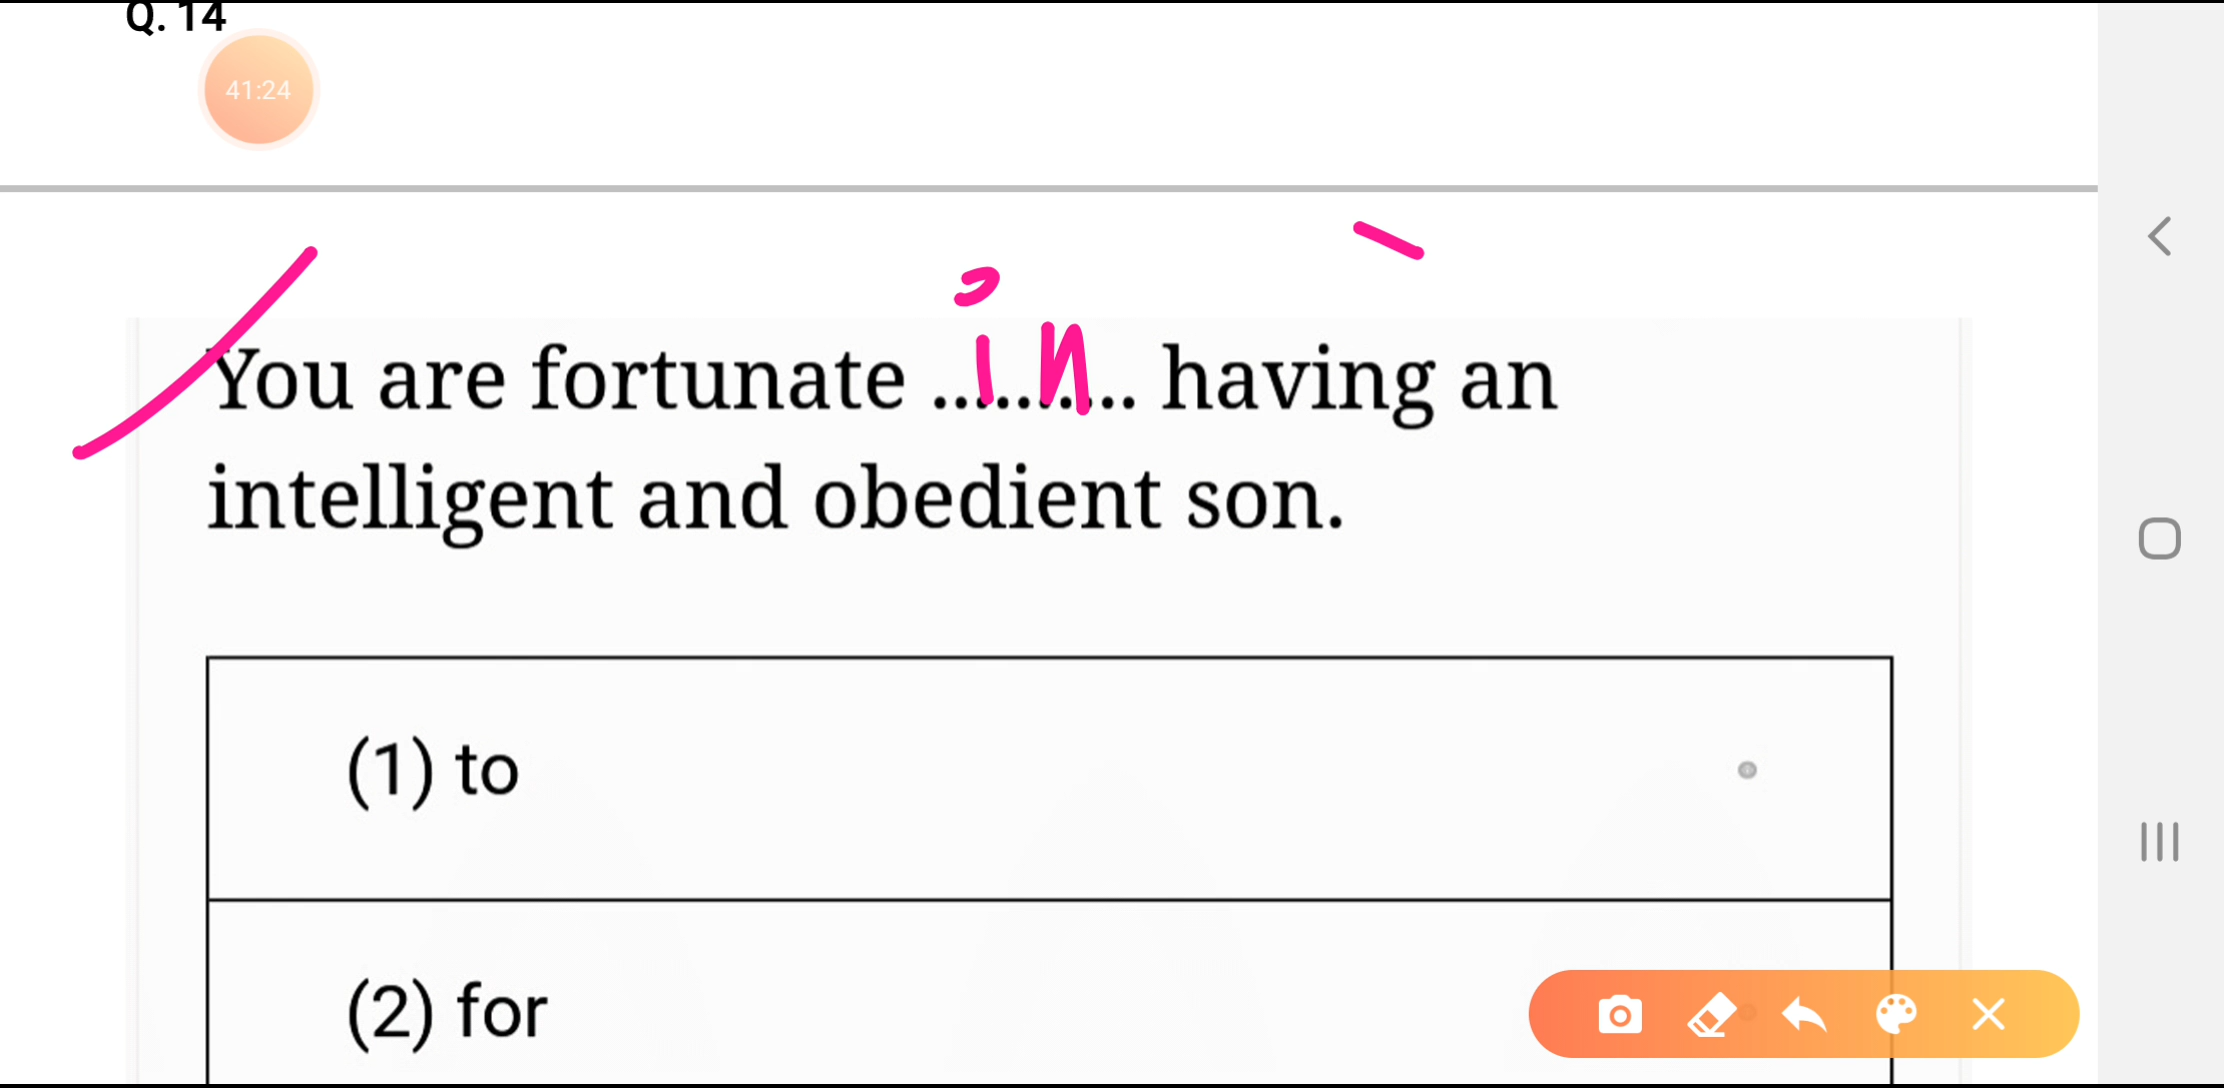 Q. 14
41:24
You are fortunate ...in... having an
intelligent and obedient son.
(1) to
(2) for